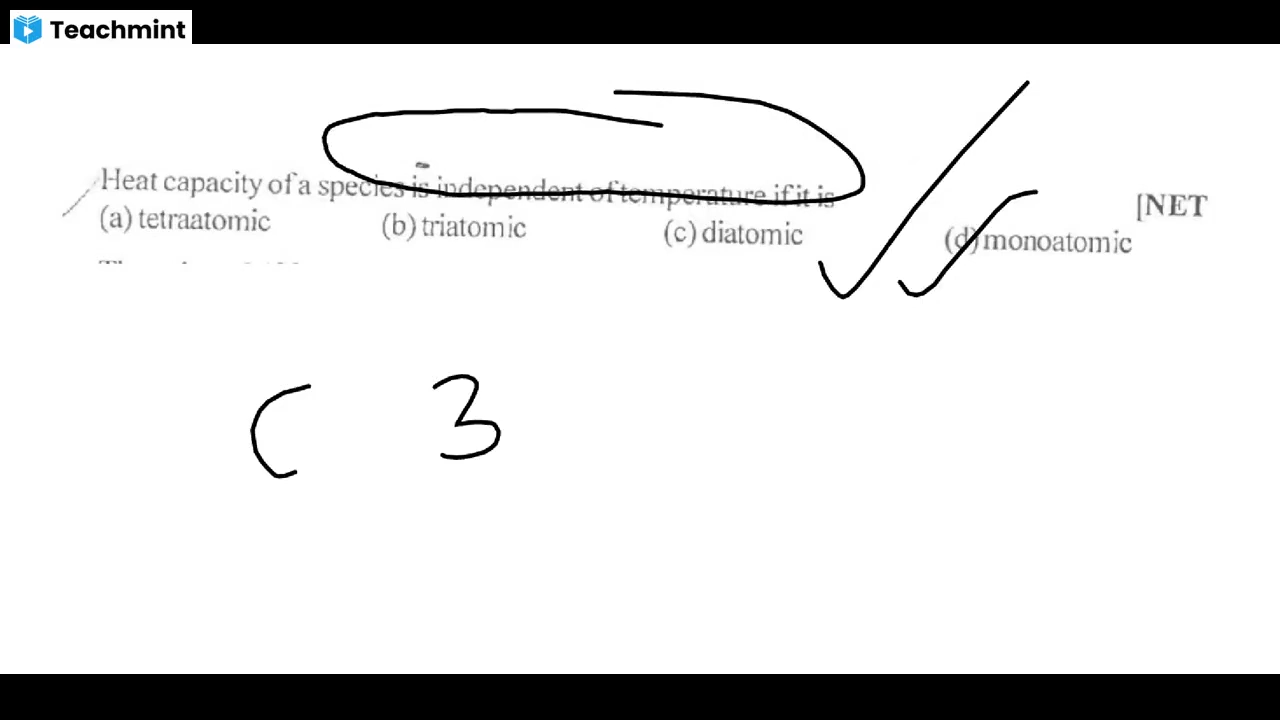 Teachmint
Heat capacity of a species is independent of temperature if it is
[NET
(a) tetraatomic (b) triatomic (c) diatomic (d) monoatomic
C 3